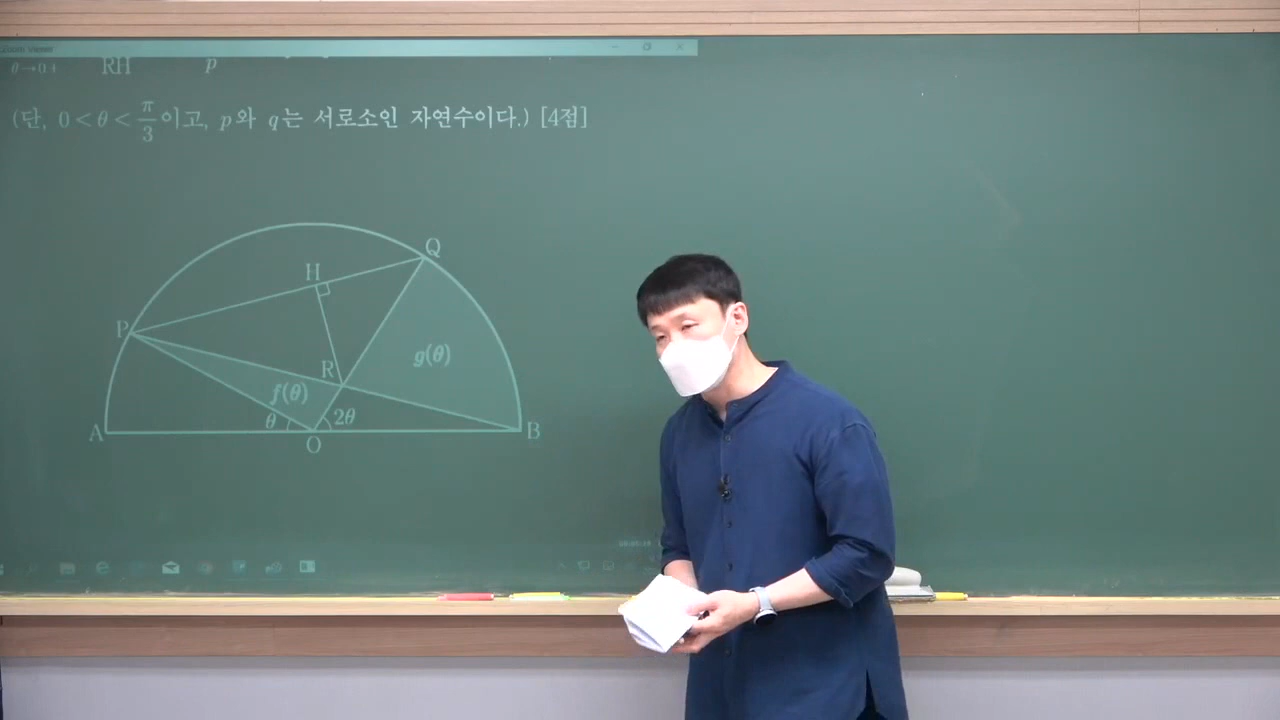 θ→0+ RH p
(단, 0<θ<π/3이고, p와 q는 서로소인 자연수이다.) [4점]
Q
H
P
g(θ)
R
f(θ)
θ 2θ
A B
O